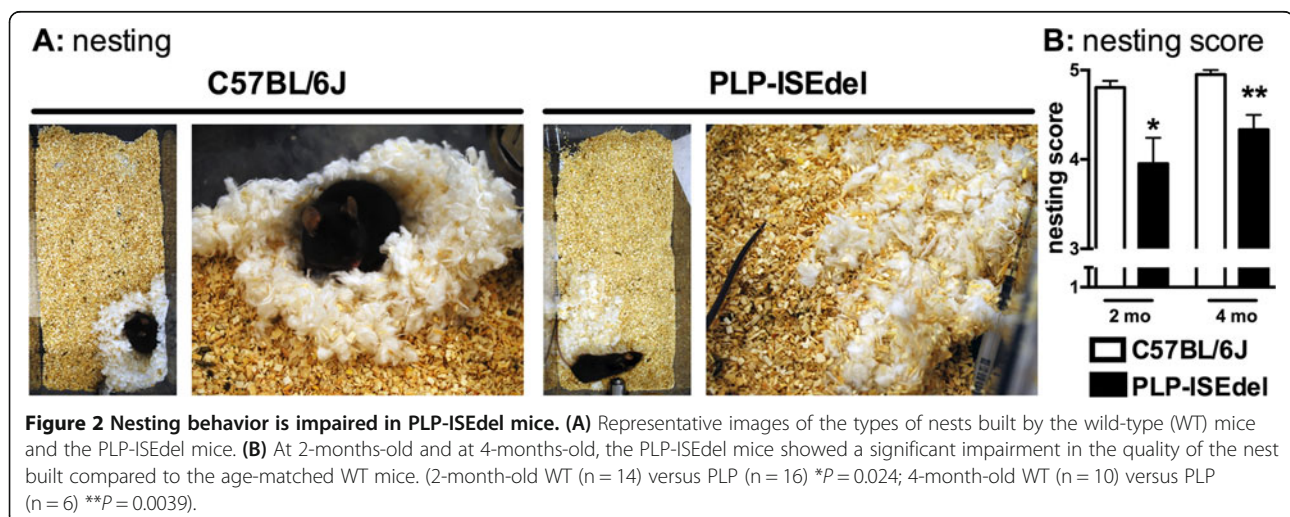 A: nesting
C57BL/6J
PLP-ISEdel
B: nesting score
nesting score
5
4
3
1
*
**
2 mo
4 mo
C57BL/6J
PLP-ISEdel
Figure 2 Nesting behavior is impaired in PLP-ISEdel mice. (A) Representative images of the types of nests built by the wild-type (WT) mice
and the PLP-ISEdel mice. (B) At 2-months-old and at 4-months-old, the PLP-ISEdel mice showed a significant impairment in the quality of the nest
built compared to the age-matched WT mice. (2-month-old WT (n = 14) versus PLP (n = 16) *P = 0.024; 4-month-old WT (n = 10) versus PLP
(n = 6) **P = 0.0039).